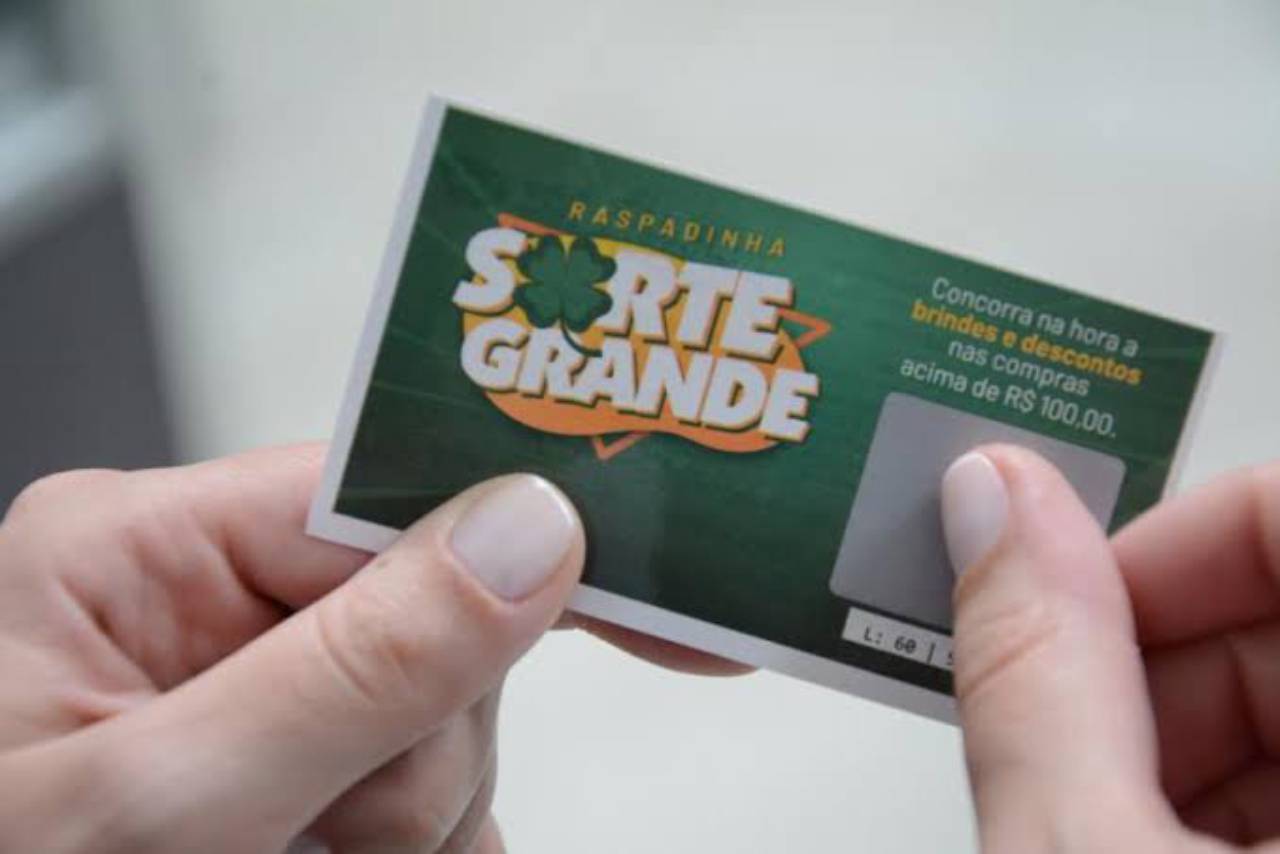 RASPADINHA
SORTE
GRANDE
Concorra na hora a
brindes e descontos
nas compras
acima de R$ 100,00.
L: 60 |